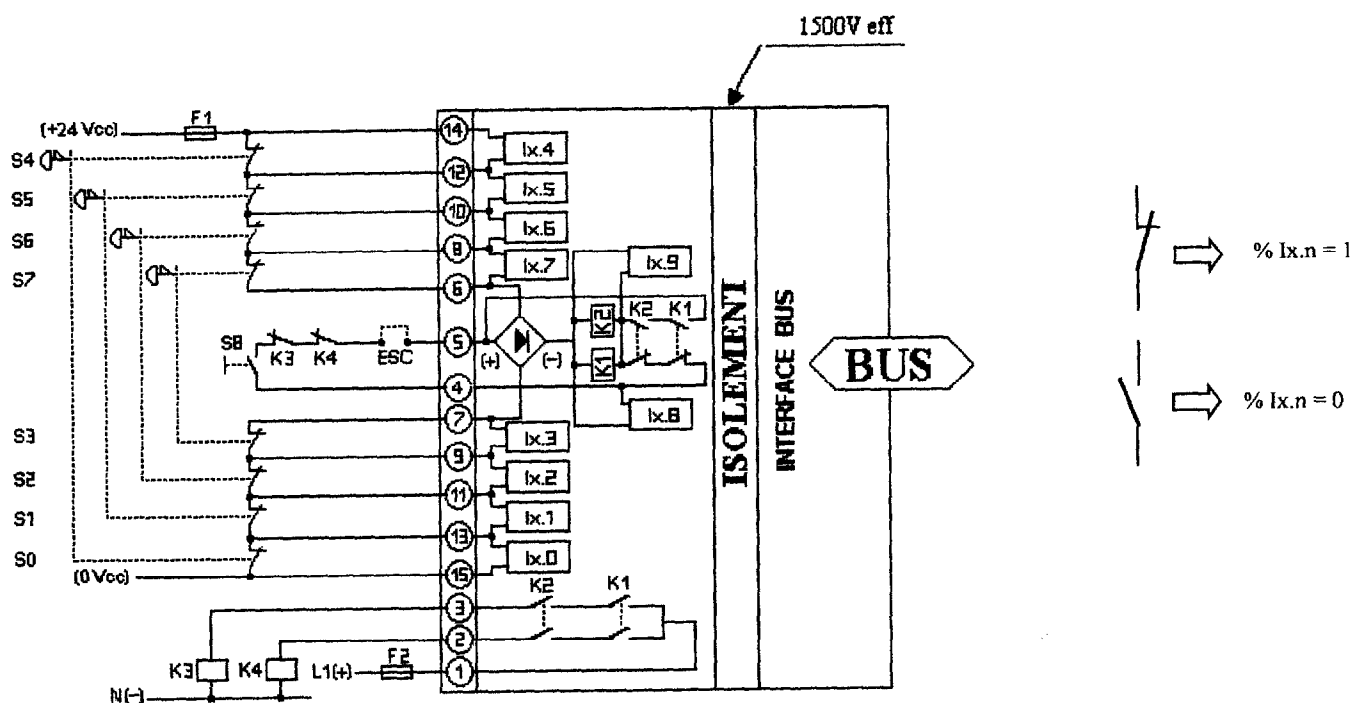 1500V eff
(+24 Vcc) F1 14
S4 Ix.4
12
S5 Ix.5
10
S6 Ix.6
8
S7 Ix.7
6
Ix.9
K2 K2 K1
S8 K3 K4 ESC 5 (+) (-)
K1
4
Ix.8
7
S3 Ix.3
9
S2 Ix.2
11
S1 Ix.1
13
S0 Ix.0
(0 Vcc) 15
K2 K1
3
2
K3 K4 L1(+) F2 1
N(-)
ISOLEMENT
INTERFACE BUS
BUS
% Ix.n = 1
% Ix.n = 0